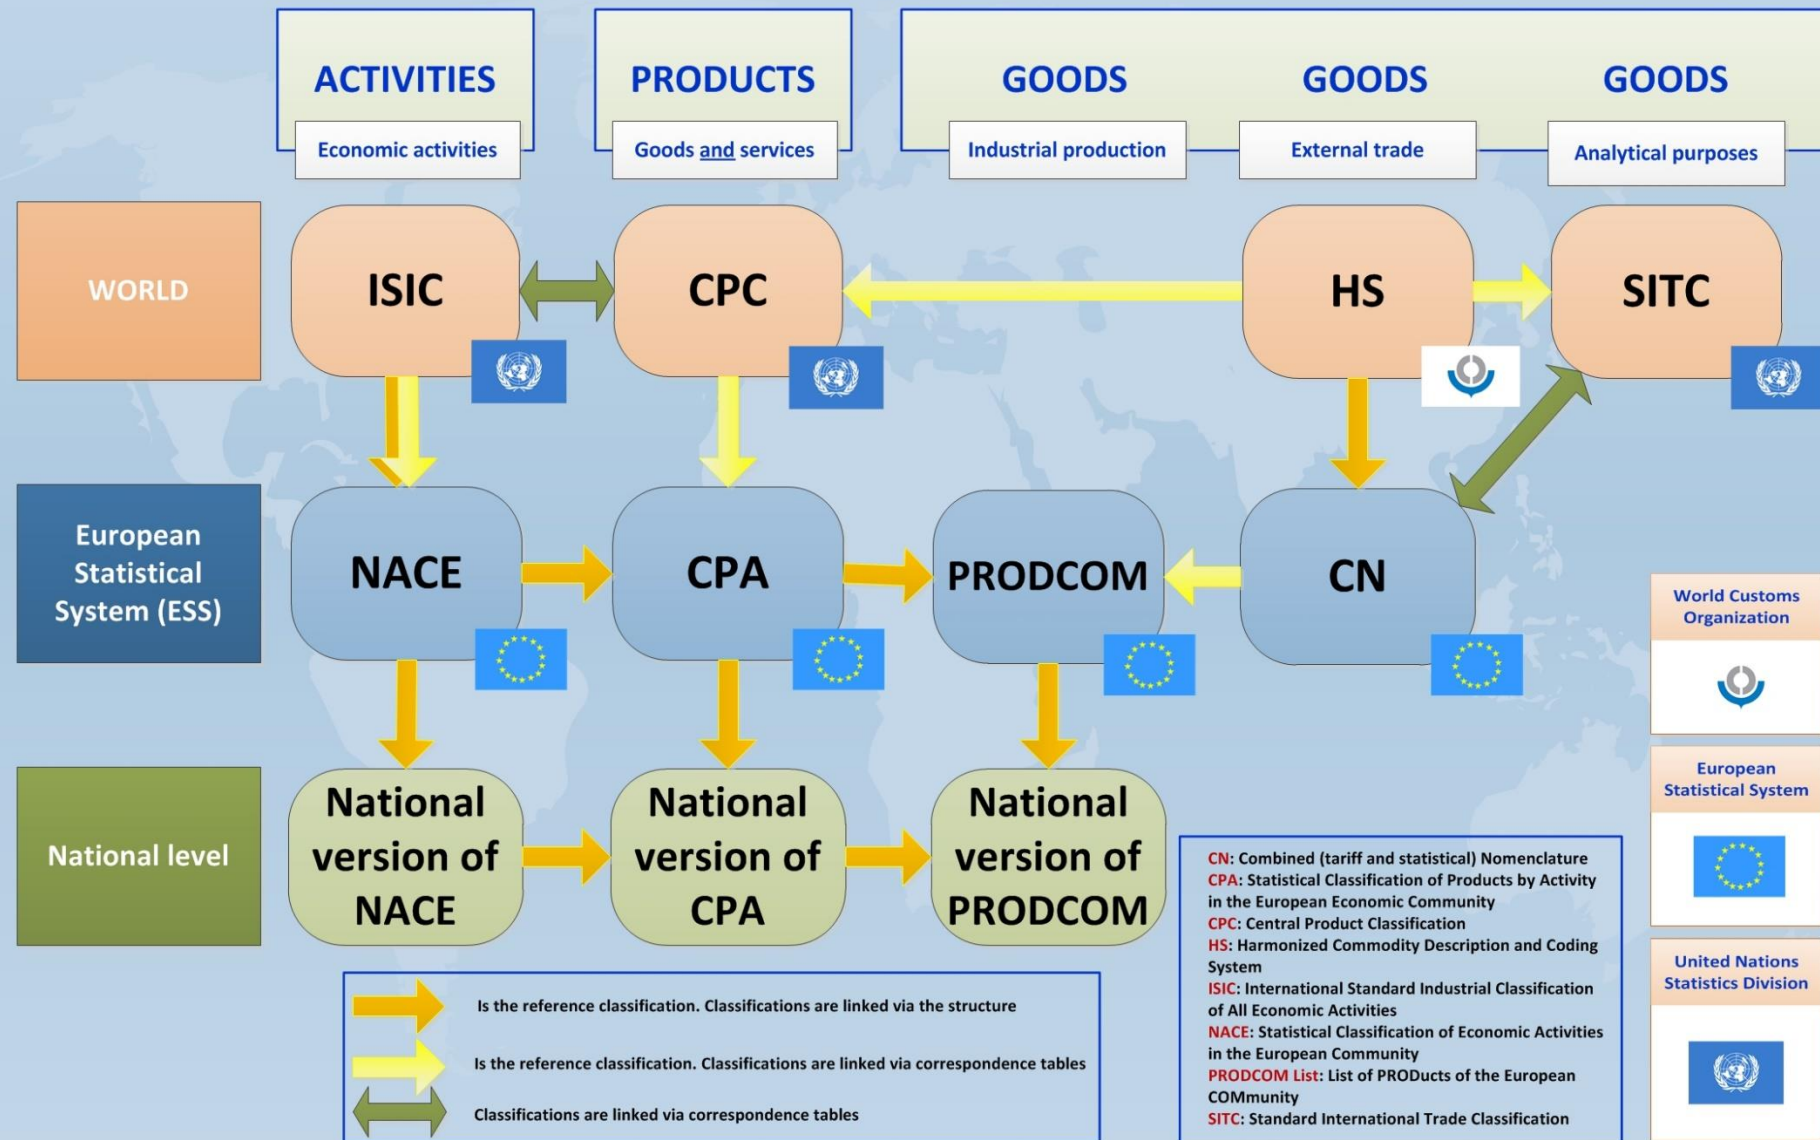 ACTIVITIES
Economic activities
PRODUCTS
Goods and services
GOODS
Industrial production
GOODS
External trade
GOODS
Analytical purposes
WORLD
ISIC
CPC
HS
SITC
European
Statistical
System (ESS)
NACE
CPA
PRODCOM
CN
National level
National
version of
NACE
National
version of
CPA
National
version of
PRODCOM
World Customs
Organization
European
Statistical System
United Nations
Statistics Division
Is the reference classification. Classifications are linked via the structure
Is the reference classification. Classifications are linked via correspondence tables
Classifications are linked via correspondence tables
CN: Combined (tariff and statistical) Nomenclature
CPA: Statistical Classification of Products by Activity
in the European Economic Community
CPC: Central Product Classification
HS: Harmonized Commodity Description and Coding
System
ISIC: International Standard Industrial Classification
of All Economic Activities
NACE: Statistical Classification of Economic Activities
in the European Community
PRODCOM List: List of PRODucts of the European
COMmunity
SITC: Standard International Trade Classification